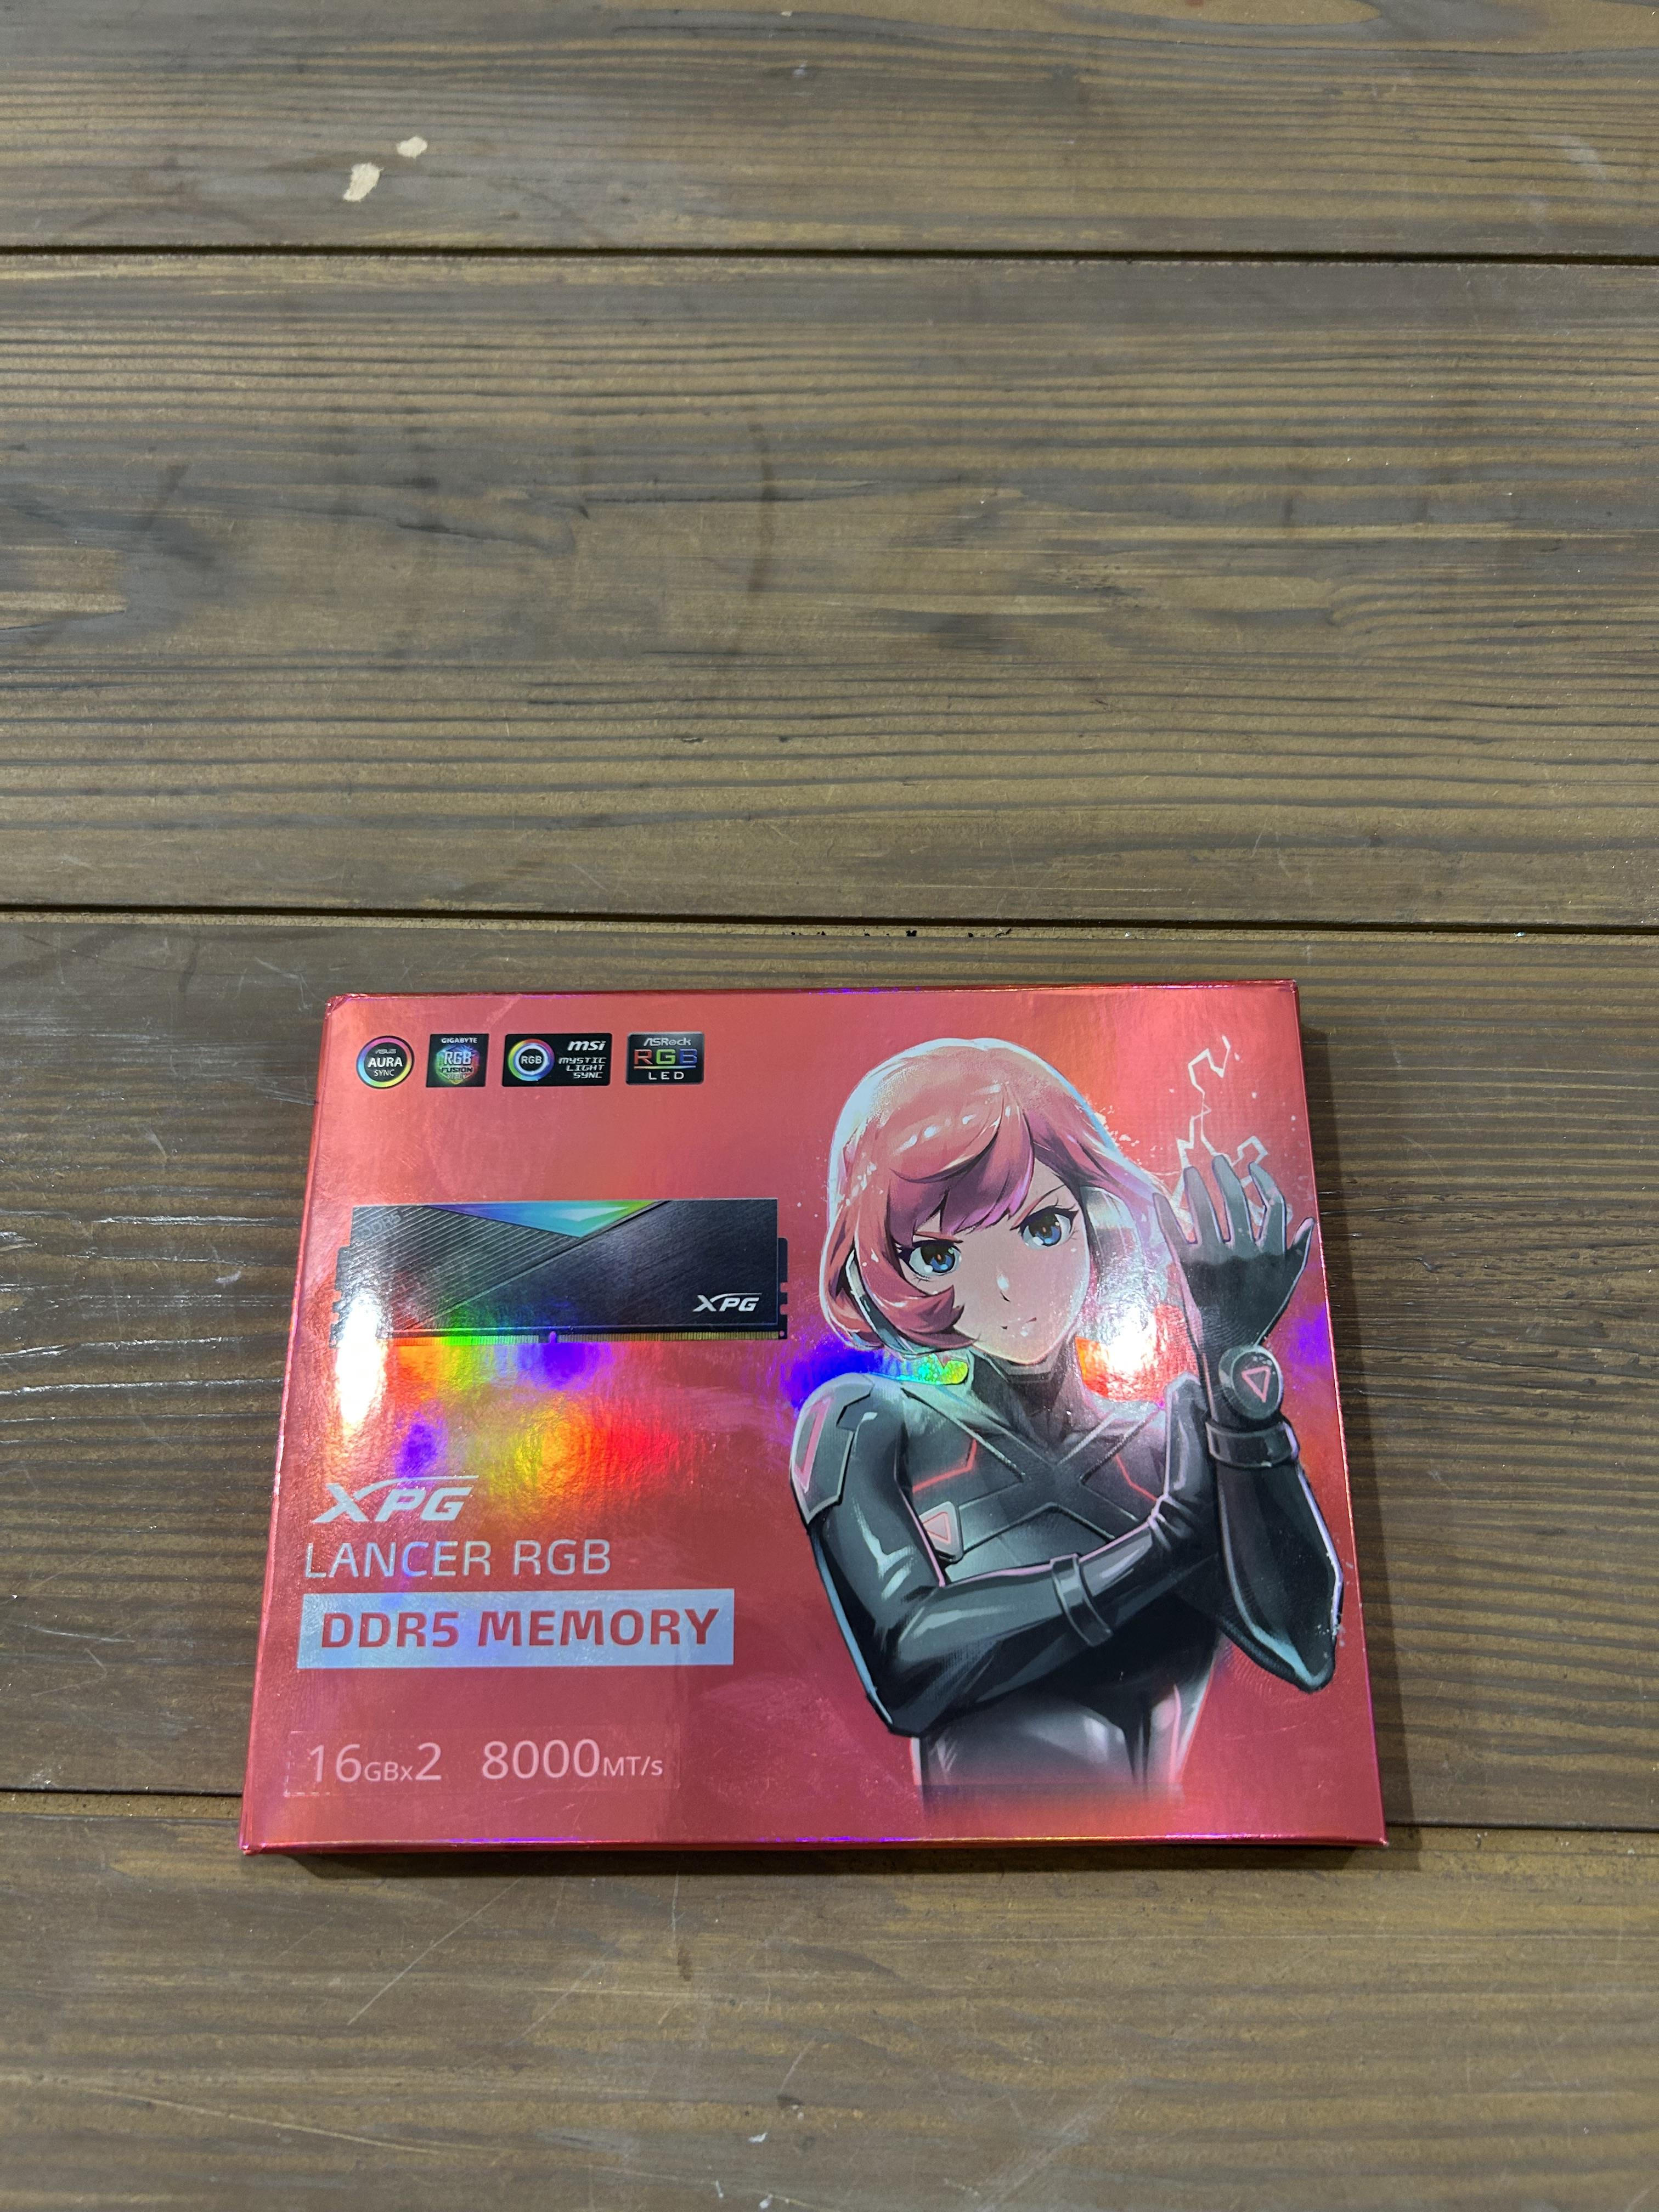 ASUS
AURA
SYNC
GIGABYTE
RGB
FUSION
RGB
msi
MYSTIC
LIGHT
SYNC
ASRock
RGB
LED
DDR5
XPG
XPG
LANCER RGB
DDR5 MEMORY
16GBx2 8000MT/s